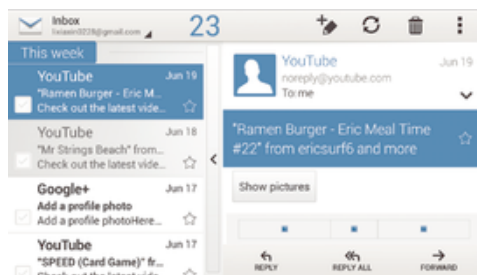 Inbox
23
This week
YouTube Jun 19
"Ramen Burger - Eric M...
Check out the latest vide...
YouTube Jun 18
"Mr Strings Beach" from...
Check out the latest vide...
Google+ Jun 17
Add a profile photo
Add a profile photoHere...
YouTube Jun 17
"SPEED (Card Game)" fr...
YouTube Jun 19
noreply@youtube.com
To: me
"Ramen Burger - Eric Meal Time
#22" from ericsurf6 and more
Show pictures
REPLY
REPLY ALL
FORWARD